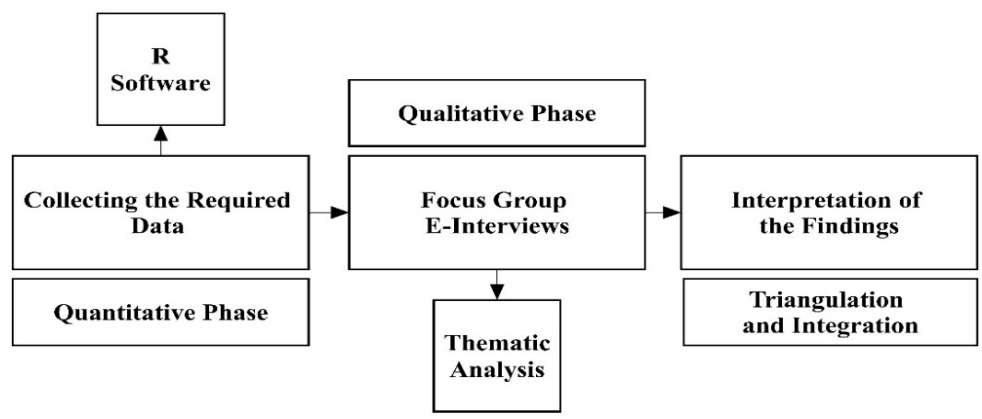 R
Software
Qualitative Phase
Collecting the Required
Data
Focus Group
E-Interviews
Interpretation of
the Findings
Quantitative Phase
Triangulation
and Integration
Thematic
Analysis